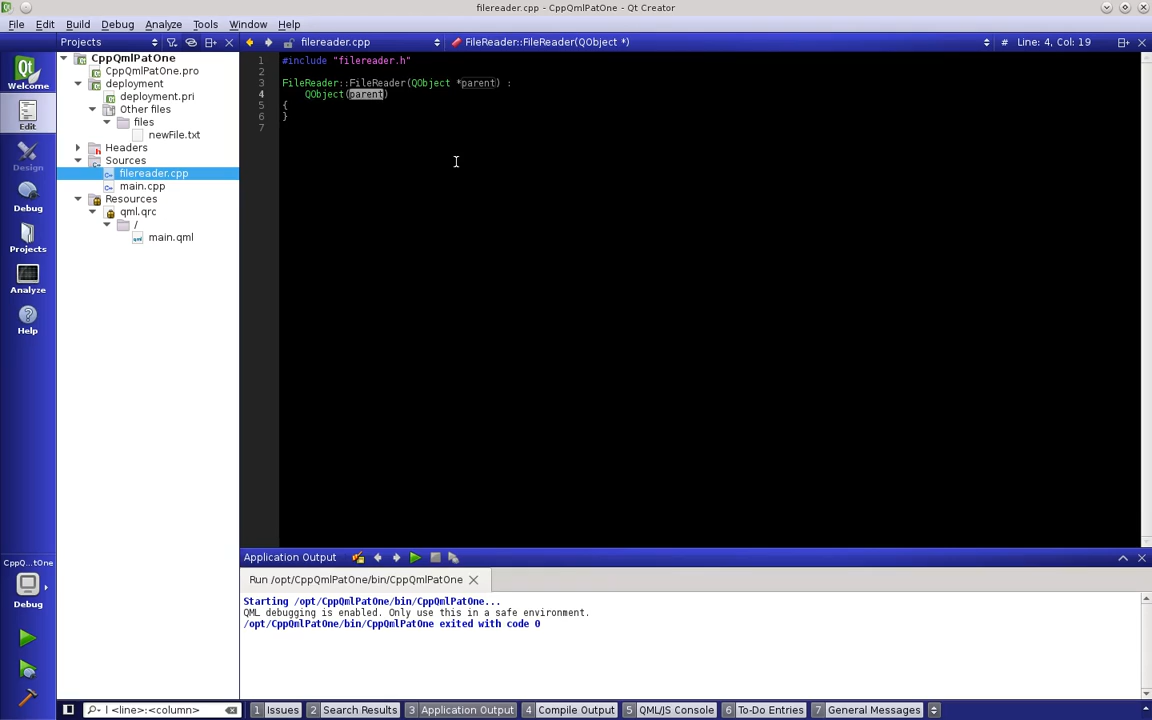 filereader.cpp - CppQmlPatOne - Qt Creator
File Edit Build Debug Analyze Tools Window Help
Projects
filereader.cpp
FileReader::FileReader(QObject *)
# Line: 4, Col: 19
Welcome
Edit
Design
Debug
Projects
Analyze
Help
CppQmlPatOne
CppQmlPatOne.pro
deployment
deployment.pri
Other files
files
newFile.txt
Headers
Sources
filereader.cpp
main.cpp
Resources
qml.qrc
/
main.qml
1 #include "filereader.h"
2
3 FileReader::FileReader(QObject *parent) :
4 QObject(parent)
5 {
6 }
7
CppQ...tOne
Debug
Application Output
Run /opt/CppQmlPatOne/bin/CppQmlPatOne
Starting /opt/CppQmlPatOne/bin/CppQmlPatOne...
QML debugging is enabled. Only use this in a safe environment.
/opt/CppQmlPatOne/bin/CppQmlPatOne exited with code 0
l <line>:<column>
1 Issues 2 Search Results 3 Application Output 4 Compile Output 5 QML/JS Console 6 To-Do Entries 7 General Messages